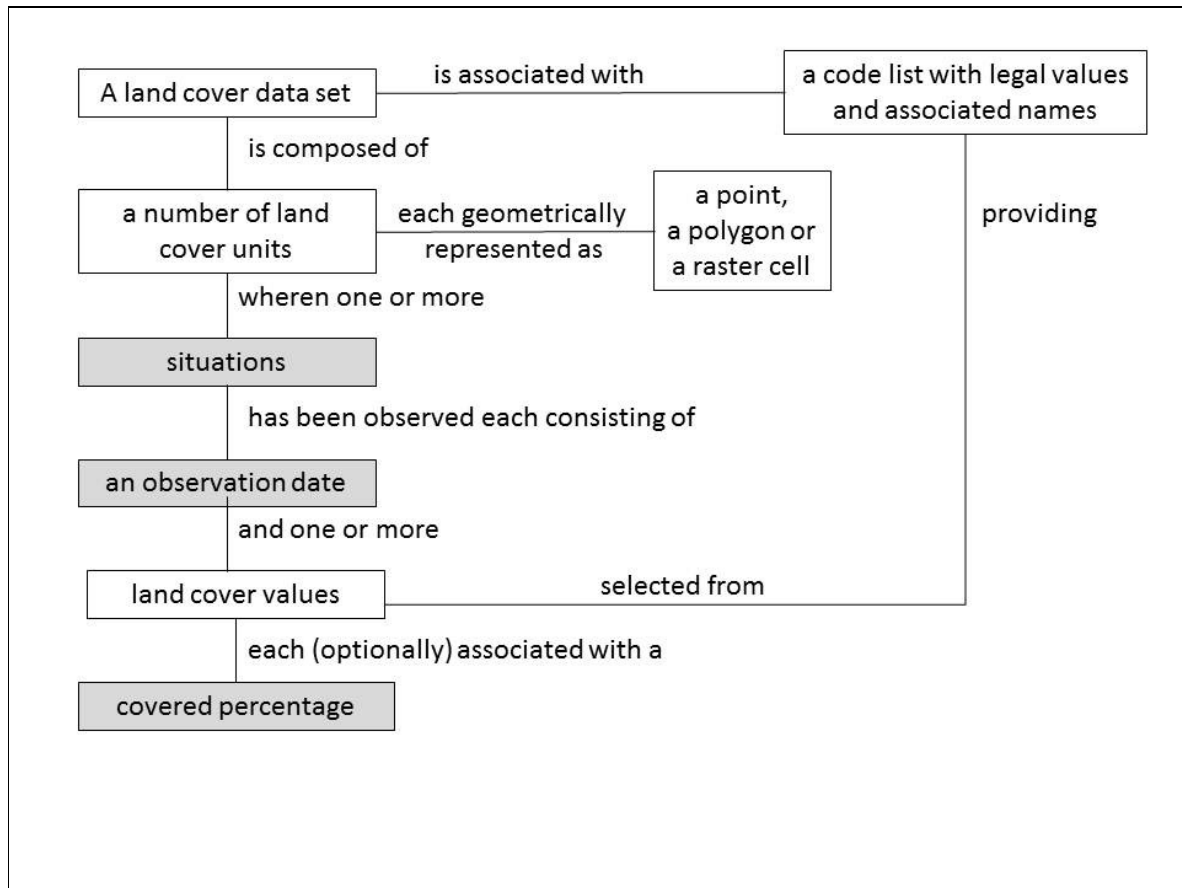 A land cover data set
is associated with
a code list with legal values
and associated names
is composed of
a number of land
cover units
each geometrically
represented as
a point,
a polygon or
a raster cell
providing
wheren one or more
situations
has been observed each consisting of
an observation date
and one or more
land cover values
selected from
each (optionally) associated with a
covered percentage